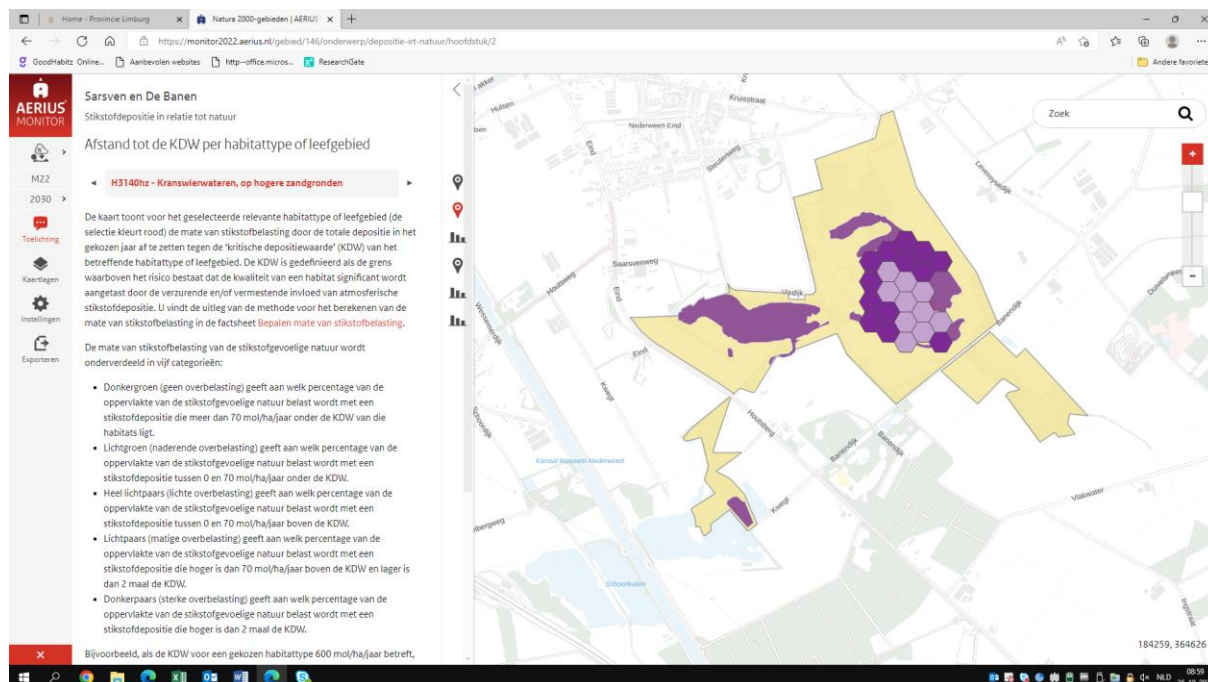 Home - Provincie Limburg
Natura 2000-gebieden | AERIUS
https://monitor2022.aerius.nl/gebied/146/onderwerp/depositie-irt-natuur/hoofdstuk/2
GoodHabitz Online... Aanbevolen websites http--office.micros... ResearchGate Andere favorieten
AERIUS
MONITOR
M22
2030
Toelichting
Kaartlagen
Instellingen
Exporteren
Sarsven en De Banen
Stikstofdepositie in relatie tot natuur
Afstand tot de KDW per habitattype of leefgebied
H3140hz - Kranswierwateren, op hogere zandgronden
De kaart toont voor het geselecteerde relevante habitattype of leefgebied (de
selectie kleurt rood) de mate van stikstofbelasting door de totale depositie in het
gekozen jaar af te zetten tegen de 'kritische depositiewaarde' (KDW) van het
betreffende habitattype of leefgebied. De KDW is gedefinieerd als de grens
waarboven het risico bestaat dat de kwaliteit van een habitat significant wordt
aangetast door de verzurende en/of vermestende invloed van atmosferische
stikstofdepositie. U vindt de uitleg van de methode voor het berekenen van de
mate van stikstofbelasting in de factsheet Bepalen mate van stikstofbelasting.
De mate van stikstofbelasting van de stikstofgevoelige natuur wordt
onderverdeeld in vijf categorieën:
• Donkergroen (geen overbelasting) geeft aan welk percentage van de
oppervlakte van de stikstofgevoelige natuur belast wordt met een
stikstofdepositie die meer dan 70 mol/ha/jaar onder de KDW van die
habitats ligt.
• Lichtgroen (naderende overbelasting) geeft aan welk percentage van de
oppervlakte van de stikstofgevoelige natuur belast wordt met een
stikstofdepositie tussen 0 en 70 mol/ha/jaar onder de KDW.
• Heel lichtpaars (lichte overbelasting) geeft aan welk percentage van de
oppervlakte van de stikstofgevoelige natuur belast wordt met een
stikstofdepositie tussen 0 en 70 mol/ha/jaar boven de KDW.
• Lichtpaars (matige overbelasting) geeft aan welk percentage van de
oppervlakte van de stikstofgevoelige natuur belast wordt met een
stikstofdepositie die hoger is dan 70 mol/ha/jaar boven de KDW en lager is
dan 2 maal de KDW.
• Donkerpaars (sterke overbelasting) geeft aan welk percentage van de
oppervlakte van de stikstofgevoelige natuur belast wordt met een
stikstofdepositie die hoger is dan 2 maal de KDW.
Bijvoorbeeld, als de KDW voor een gekozen habitattype 600 mol/ha/jaar betreft,
Zoek
akker
Hulsen
Kruisstraat
Nederweert-Eind
Eind
Steutenweg
Leveroysedijk
Houtsweg
Saarsvenweg
Eind
Visdijk
Banendijk
Eind
Kwegt
Houtsberg
Banendijk
Banendijk
Kanaal Wessem-Nederweert
Kwegt
Vlakwater
Schoorkuilen
184259, 364626
NLD
08:59